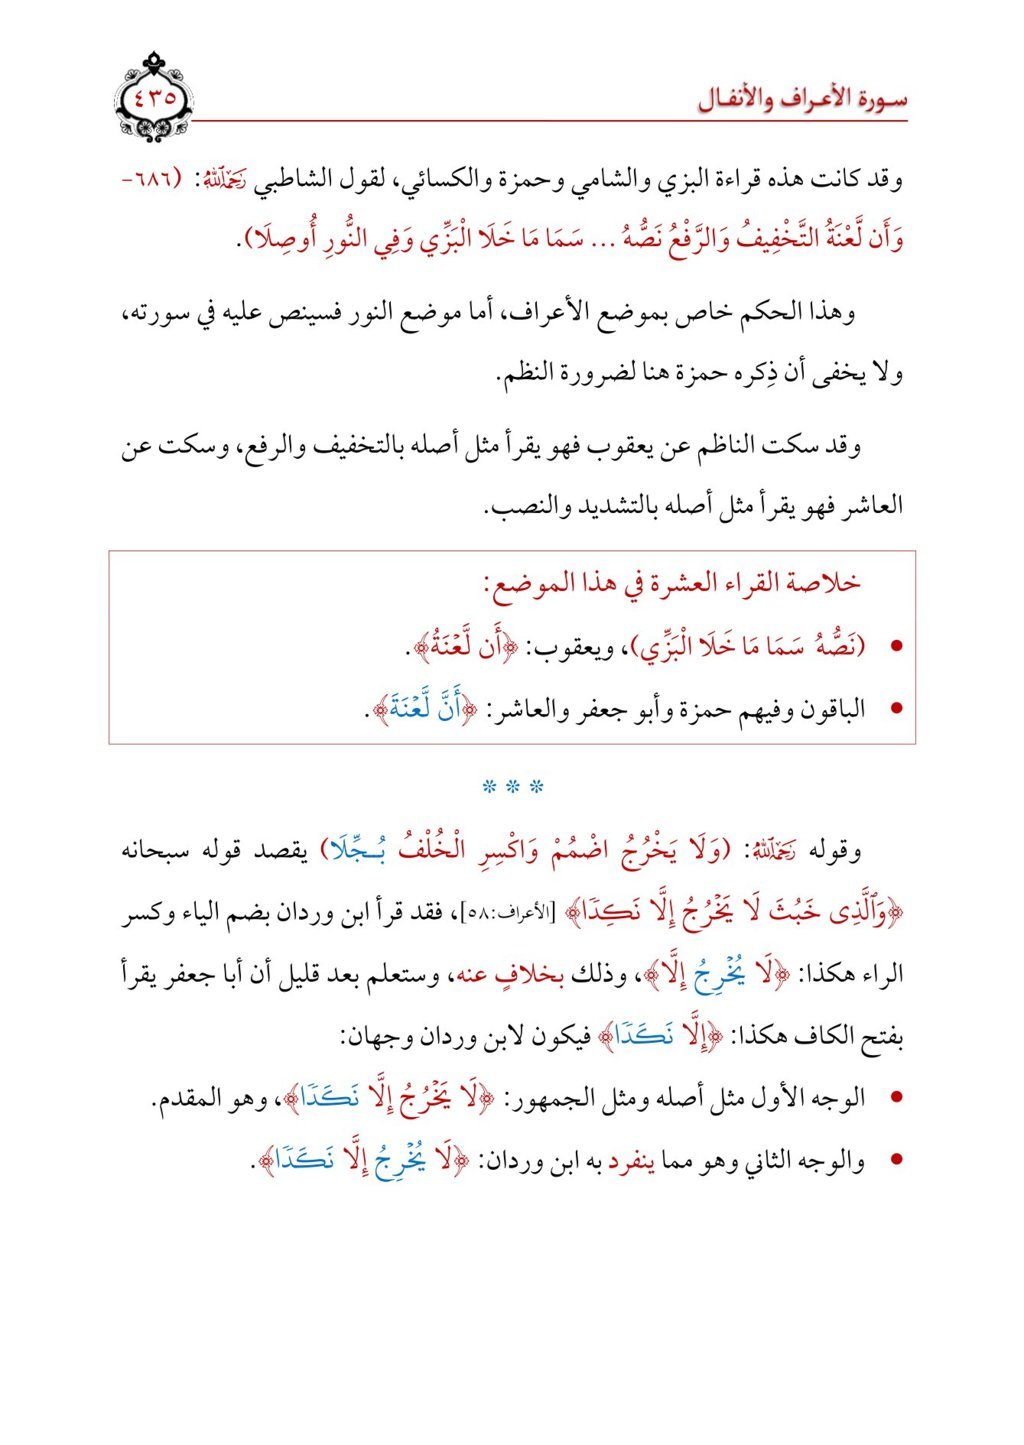 سورة الأعراف والأنفال
٤٣٥
وقد كانت هذه قراءة البزي والشامي وحمزة والكسائي، لقول الشاطبي رَحِمَهُ ٱللَّهُ: (٦٨٦-
وَأَن لَّعْنَةُ التَّخْفِيفُ وَالرَّفْعُ نَصُّهُ ... سَمَا مَا خَلَا الْبَزِّي وَفِي النُّورِ أُوصِلَا).
وهذا الحكم خاص بموضع الأعراف، أما موضع النور فسينص عليه في سورته،
ولا يخفى أن ذِكره حمزة هنا لضرورة النظم.
وقد سكت الناظم عن يعقوب فهو يقرأ مثل أصله بالتخفيف والرفع، وسكت عن
العاشر فهو يقرأ مثل أصله بالتشديد والنصب.
خلاصة القراء العشرة في هذا الموضع:
• (نَصُّهُ سَمَا مَا خَلَا الْبَزِّي)، ويعقوب: ﴿أَن لَّعْنَةُ﴾.
• الباقون وفيهم حمزة وأبو جعفر والعاشر: ﴿أَنَّ لَّعْنَةَ﴾.
* * *
وقوله رَحِمَهُ ٱللَّهُ: (وَلَا يَخْرُجُ اضْمُمْ وَاكْسِرِ الْخُلْفُ بُـجِّلَا) يقصد قوله سبحانه
﴿وَٱلَّذِى خَبُثَ لَا يَخْرُجُ إِلَّا نَكِدًا﴾ [الأعراف:٥٨]، فقد قرأ ابن وردان بضم الياء وكسر
الراء هكذا: ﴿لَا يُخْرِجُ إِلَّا﴾، وذلك بخلافٍ عنه، وستعلم بعد قليل أن أبا جعفر يقرأ
بفتح الكاف هكذا: ﴿إِلَّا نَكَدًا﴾ فيكون لابن وردان وجهان:
• الوجه الأول مثل أصله ومثل الجمهور: ﴿لَا يَخْرُجُ إِلَّا نَكَدًا﴾، وهو المقدم.
• والوجه الثاني وهو مما ينفرد به ابن وردان: ﴿لَا يُخْرِجُ إِلَّا نَكَدًا﴾.